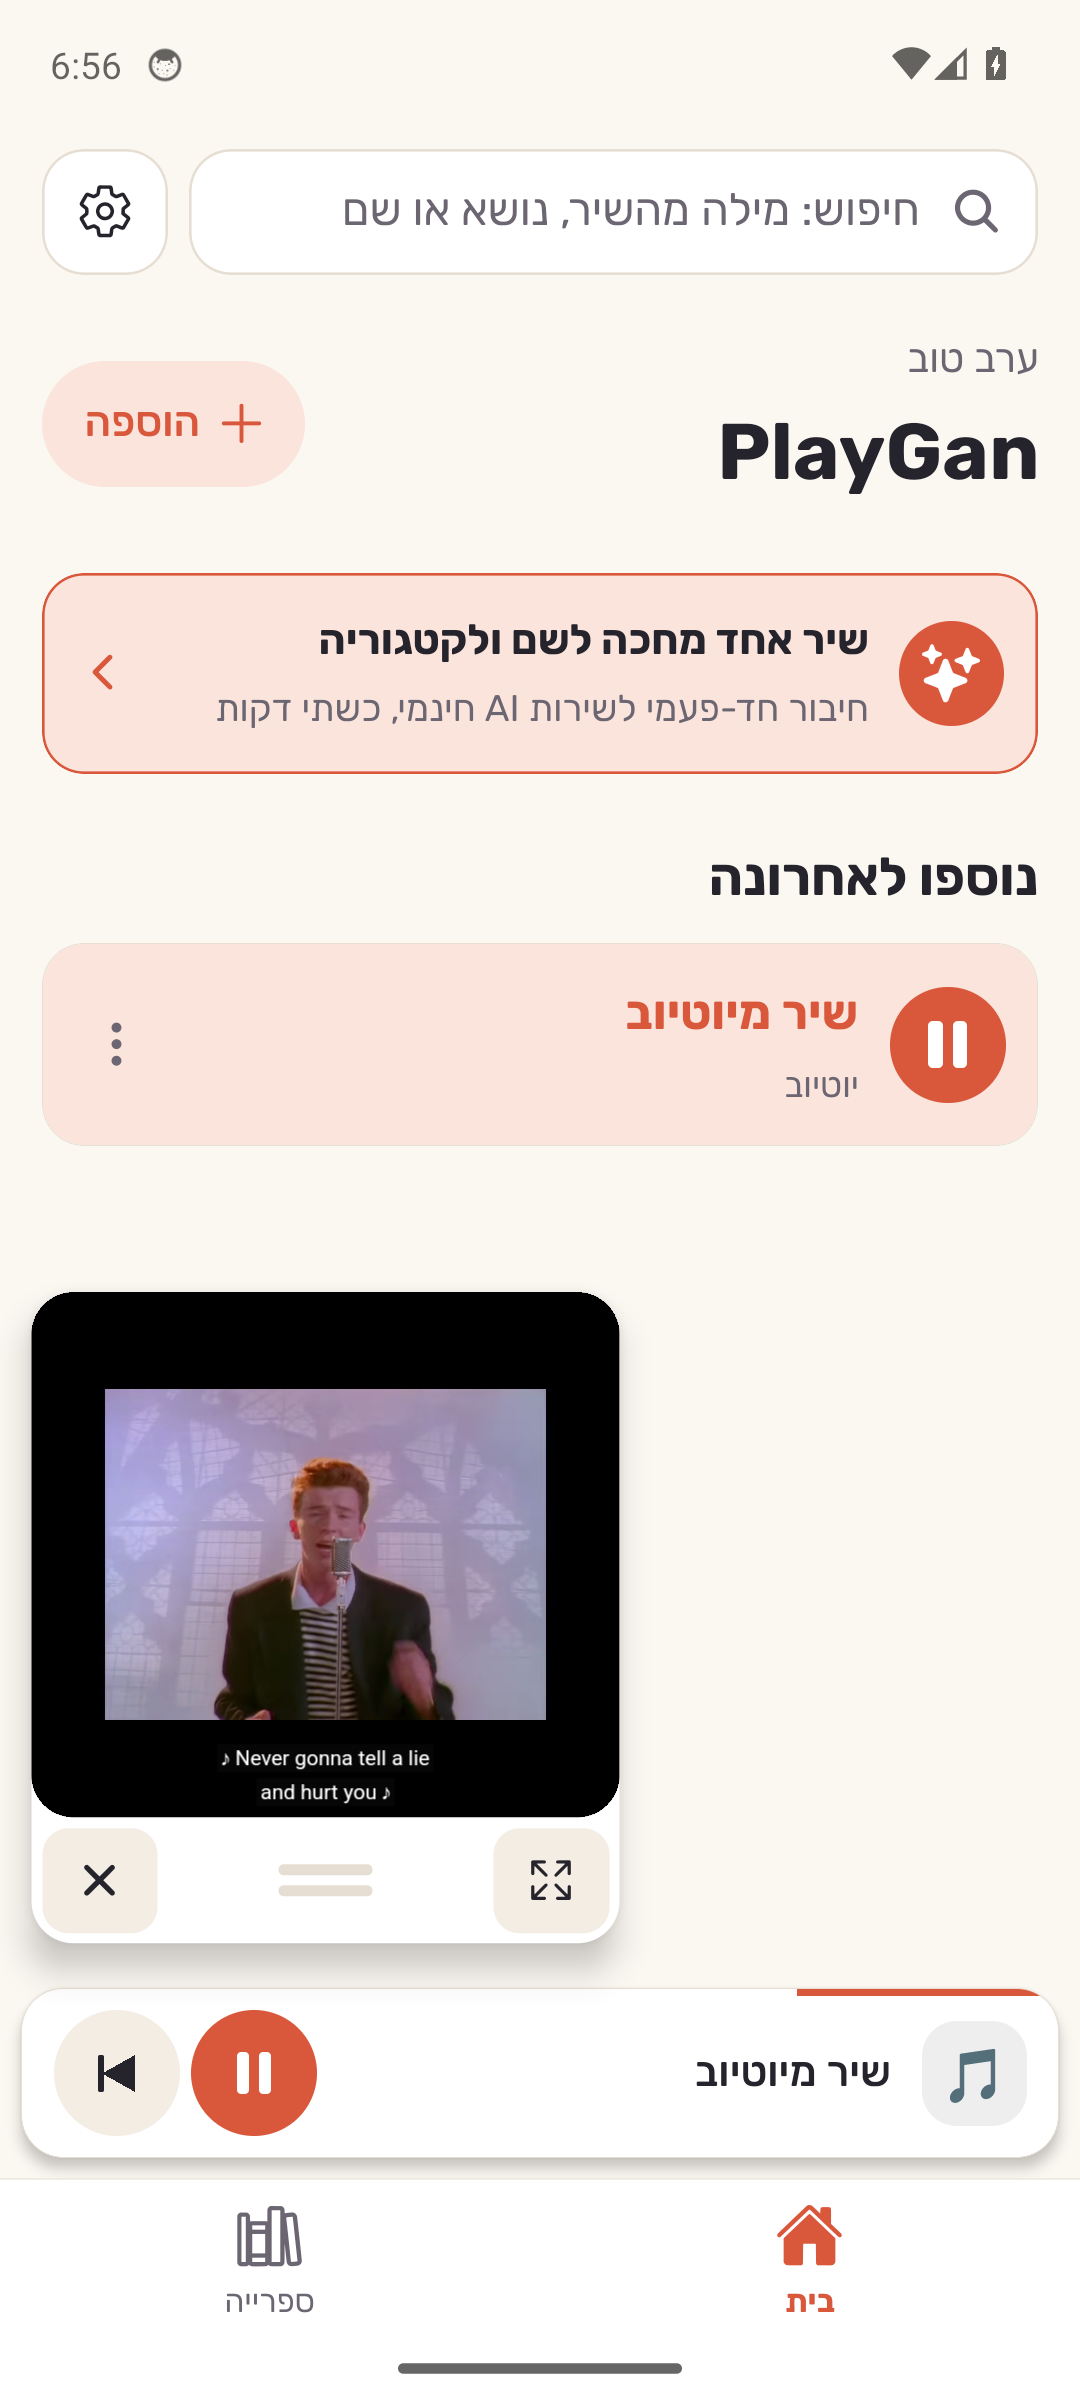 6:56
חיפוש: מילה מהשיר, נושא או שם
ערב טוב
PlayGan
הוספה
שיר אחד מחכה לשם ולקטגוריה
חיבור חד-פעמי לשירות AI חינמי, כשתי דקות
נוספו לאחרונה
שיר מיוטיוב
יוטיוב
♪ Never gonna tell a lie
and hurt you ♪
שיר מיוטיוב
בית
ספרייה